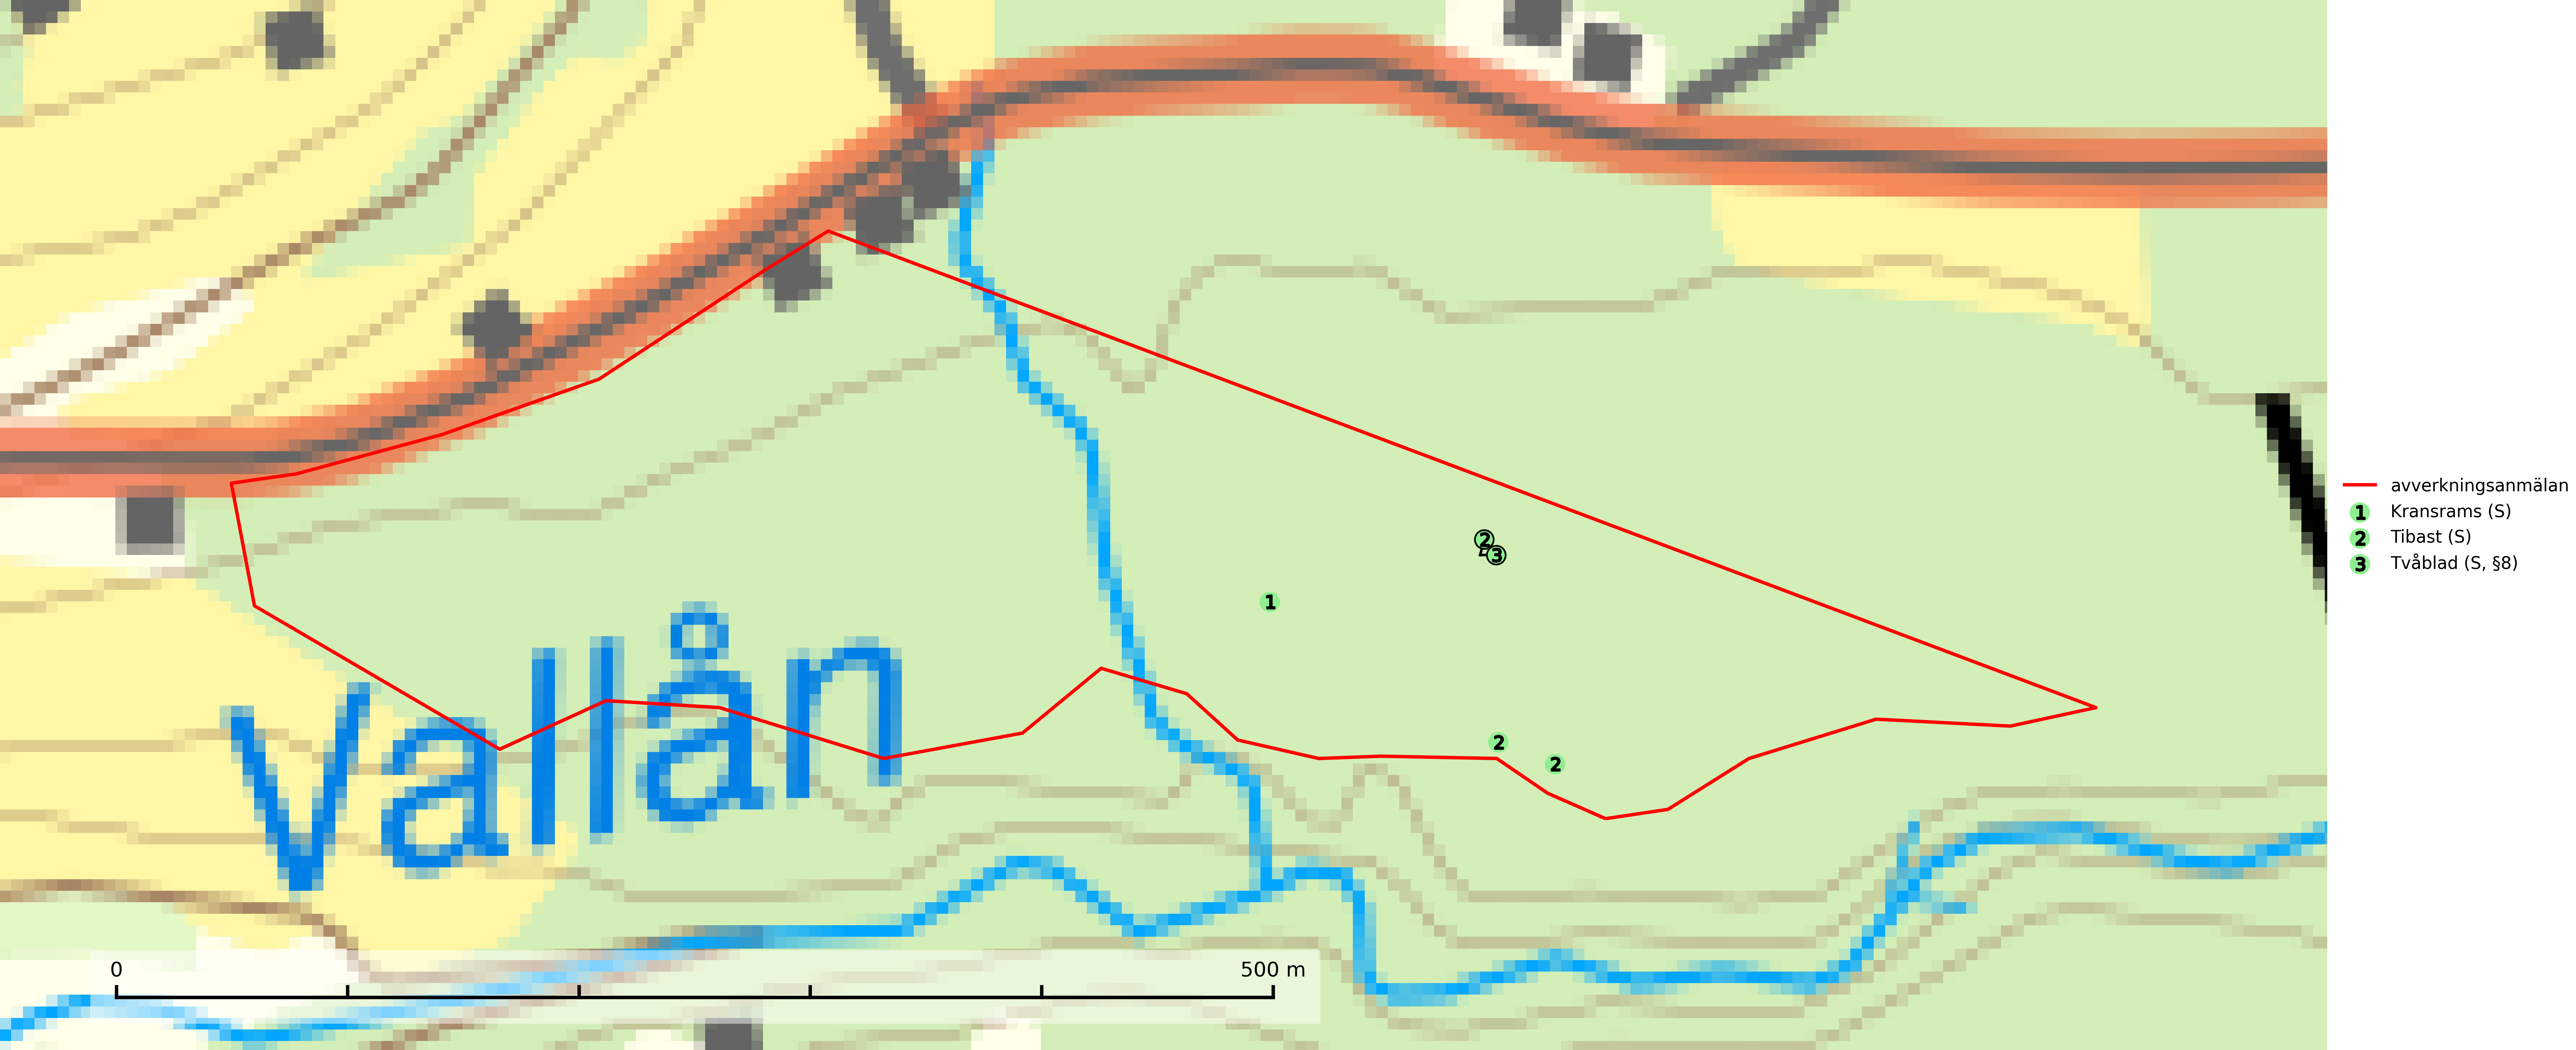 Vallån
2
3
1
2
2
0
500 m
avverkningsanmälan
1 Kransrams (S)
2 Tibast (S)
3 Tvåblad (S, §8)